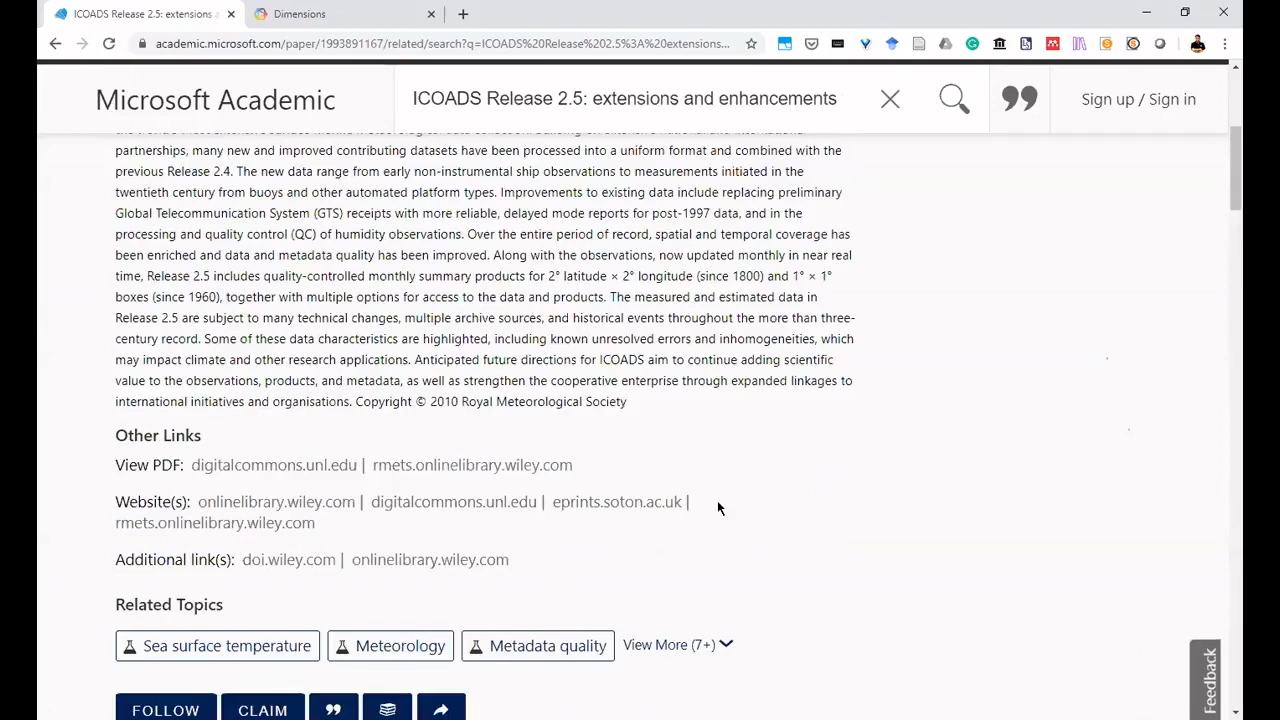 ICOADS Release 2.5: extensions a
Dimensions
academic.microsoft.com/paper/1993891167/related/search?q=ICOADS%20Release%202.5%3A%20extensions...
Microsoft Academic
ICOADS Release 2.5: extensions and enhancements
Sign up / Sign in
partnerships, many new and improved contributing datasets have been processed into a uniform format and combined with the
previous Release 2.4. The new data range from early non-instrumental ship observations to measurements initiated in the
twentieth century from buoys and other automated platform types. Improvements to existing data include replacing preliminary
Global Telecommunication System (GTS) receipts with more reliable, delayed mode reports for post-1997 data, and in the
processing and quality control (QC) of humidity observations. Over the entire period of record, spatial and temporal coverage has
been enriched and data and metadata quality has been improved. Along with the observations, now updated monthly in near real
time, Release 2.5 includes quality-controlled monthly summary products for 2° latitude × 2° longitude (since 1800) and 1° × 1°
boxes (since 1960), together with multiple options for access to the data and products. The measured and estimated data in
Release 2.5 are subject to many technical changes, multiple archive sources, and historical events throughout the more than three-
century record. Some of these data characteristics are highlighted, including known unresolved errors and inhomogeneities, which
may impact climate and other research applications. Anticipated future directions for ICOADS aim to continue adding scientific
value to the observations, products, and metadata, as well as strengthen the cooperative enterprise through expanded linkages to
international initiatives and organisations. Copyright © 2010 Royal Meteorological Society
Other Links
View PDF: digitalcommons.unl.edu | rmets.onlinelibrary.wiley.com
Website(s): onlinelibrary.wiley.com | digitalcommons.unl.edu | eprints.soton.ac.uk |
rmets.onlinelibrary.wiley.com
Additional link(s): doi.wiley.com | onlinelibrary.wiley.com
Related Topics
Sea surface temperature
Meteorology
Metadata quality
View More (7+)
FOLLOW
CLAIM
Feedback